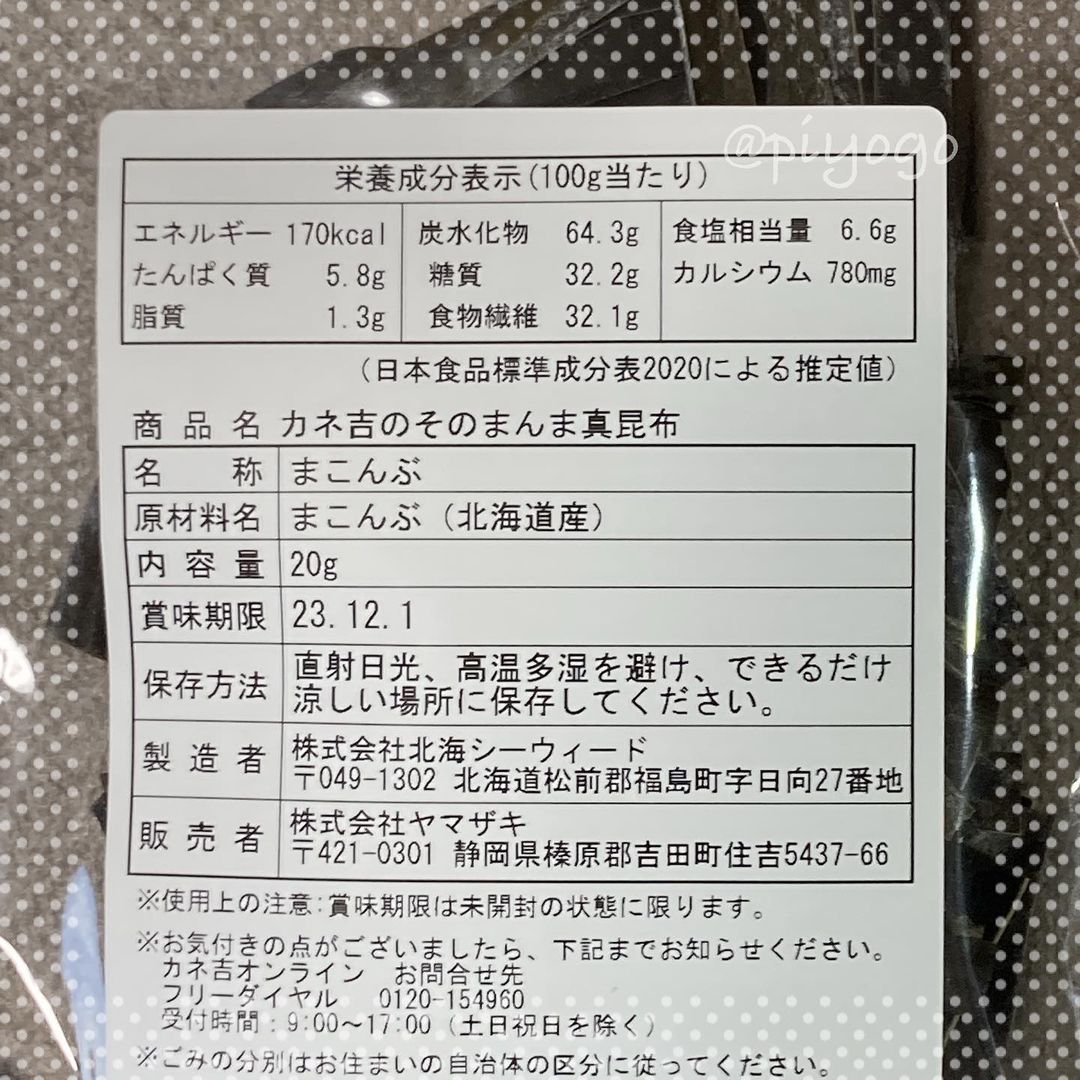 @piyogo
栄養成分表示(100g当たり)
エネルギー 170kcal 炭水化物 64.3g 食塩相当量 6.6g
たんぱく質 5.8g 糖質 32.2g カルシウム 780mg
脂質 1.3g 食物繊維 32.1g
(日本食品標準成分表2020による推定値)
商品名 カネ吉のそのまんま真昆布
名称 まこんぶ
原材料名 まこんぶ(北海道産)
内容量 20g
賞味期限 23.12.1
保存方法 直射日光、高温多湿を避け、できるだけ
涼しい場所に保存してください。
製造者 株式会社北海シーウィード
〒049-1302 北海道松前郡福島町字日向27番地
販売者 株式会社ヤマザキ
〒421-0301 静岡県榛原郡吉田町住吉5437-66
※使用上の注意:賞味期限は未開封の状態に限ります。
※お気付きの点がございましたら、下記までお知らせください。
カネ吉オンライン お問合せ先
フリーダイヤル 0120-154960
受付時間:9:00〜17:00(土日祝日を除く)
※ごみの分別はお住まいの自治体の区分に従ってください。